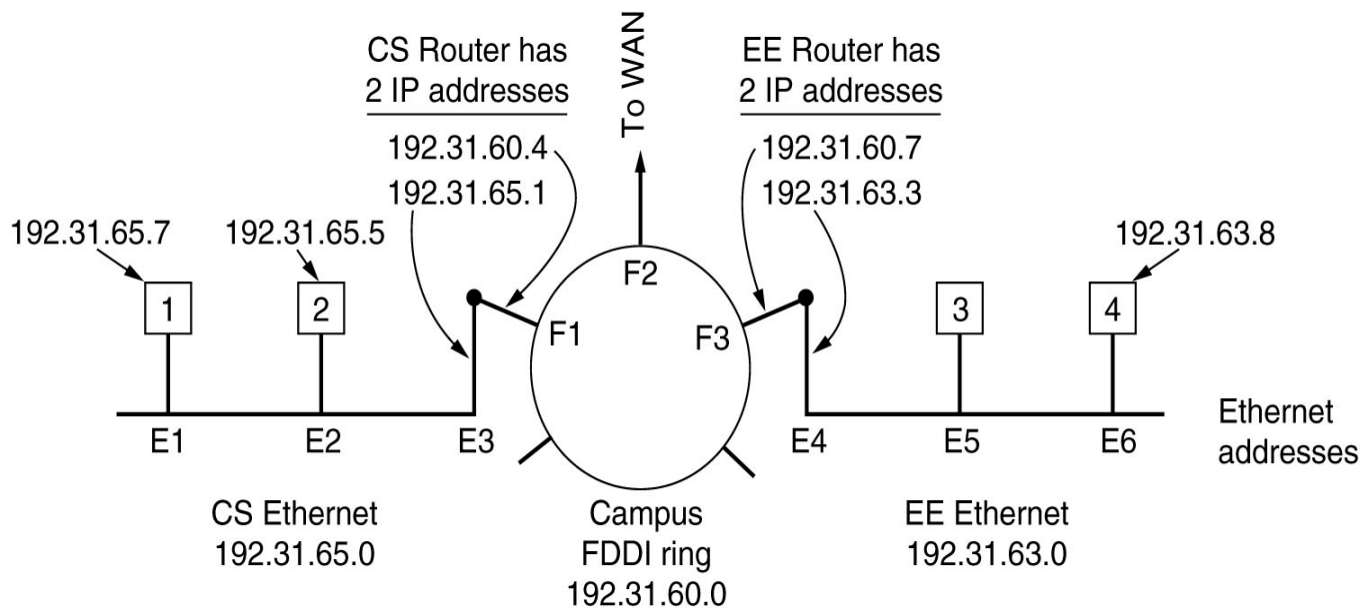 CS Router has
2 IP addresses
192.31.60.4
192.31.65.1
To WAN
EE Router has
2 IP addresses
192.31.60.7
192.31.63.3
192.31.65.7
192.31.65.5
192.31.63.8
1
2
3
4
F1
F2
F3
E1
E2
E3
E4
E5
E6
Ethernet
addresses
CS Ethernet
192.31.65.0
Campus
FDDI ring
192.31.60.0
EE Ethernet
192.31.63.0